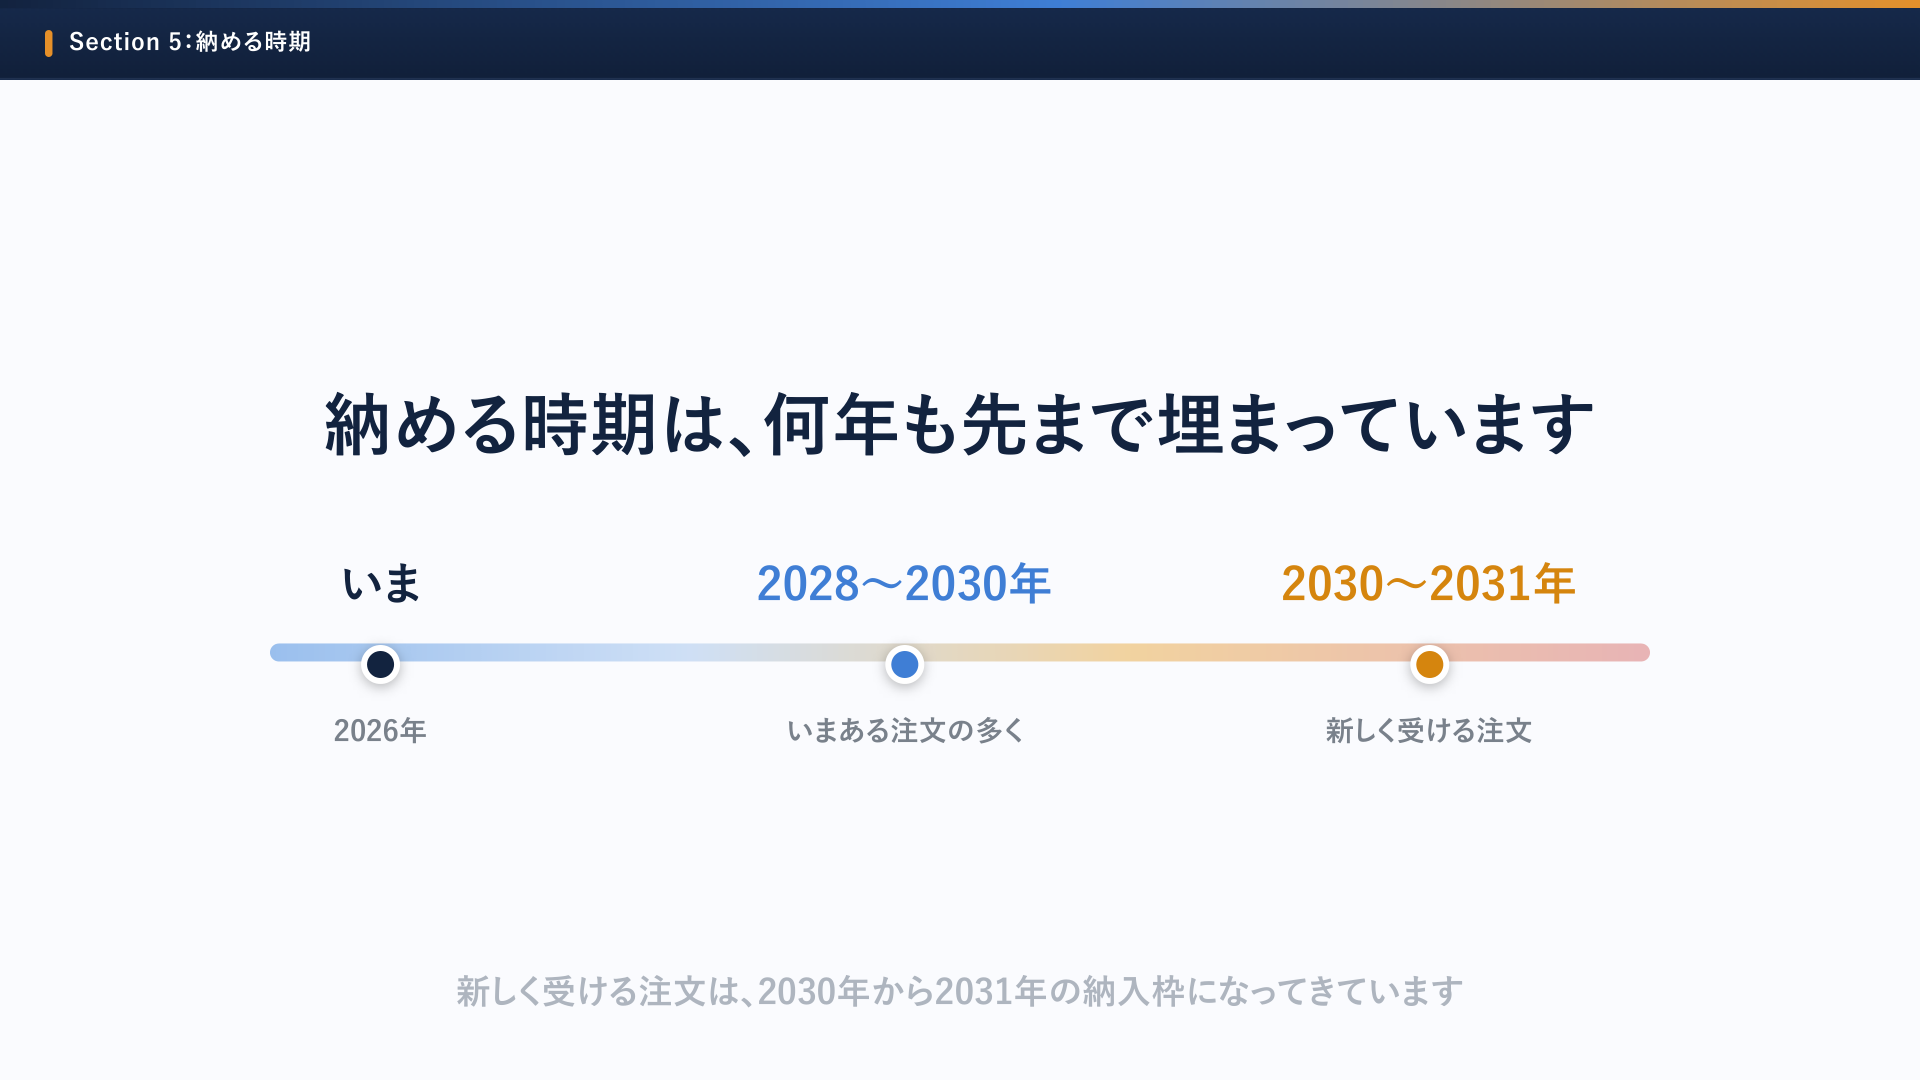 Section 5：納める時期
納める時期は、何年も先まで埋まっています
いま
2028〜2030年
2030〜2031年
2026年
いまある注文の多く
新しく受ける注文
新しく受ける注文は、2030年から2031年の納入枠になってきています